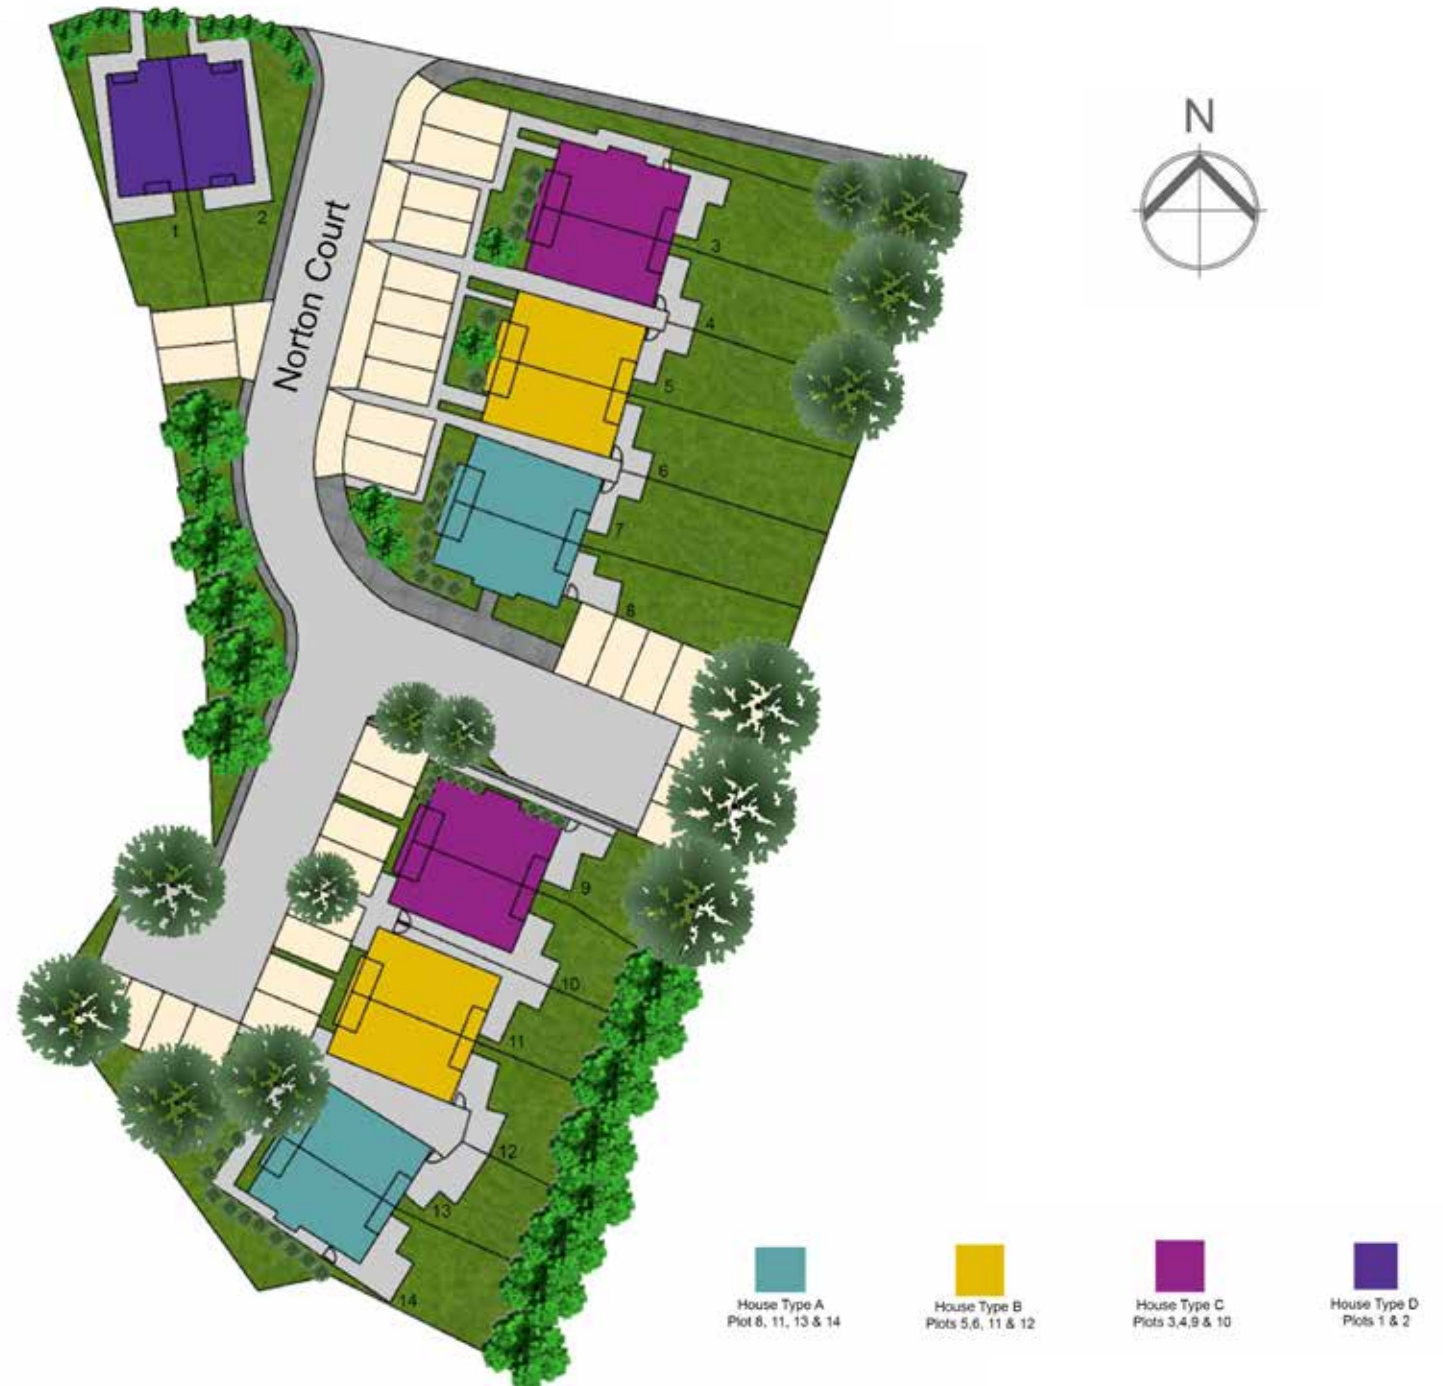 N
Norton Court
1
2
3
4
5
6
7
8
9
10
11
12
13
14
House Type A
Plot 8, 11, 13 & 14
House Type B
Plots 5,6, 11 & 12
House Type C
Plots 3,4,9 & 10
House Type D
Plots 1 & 2